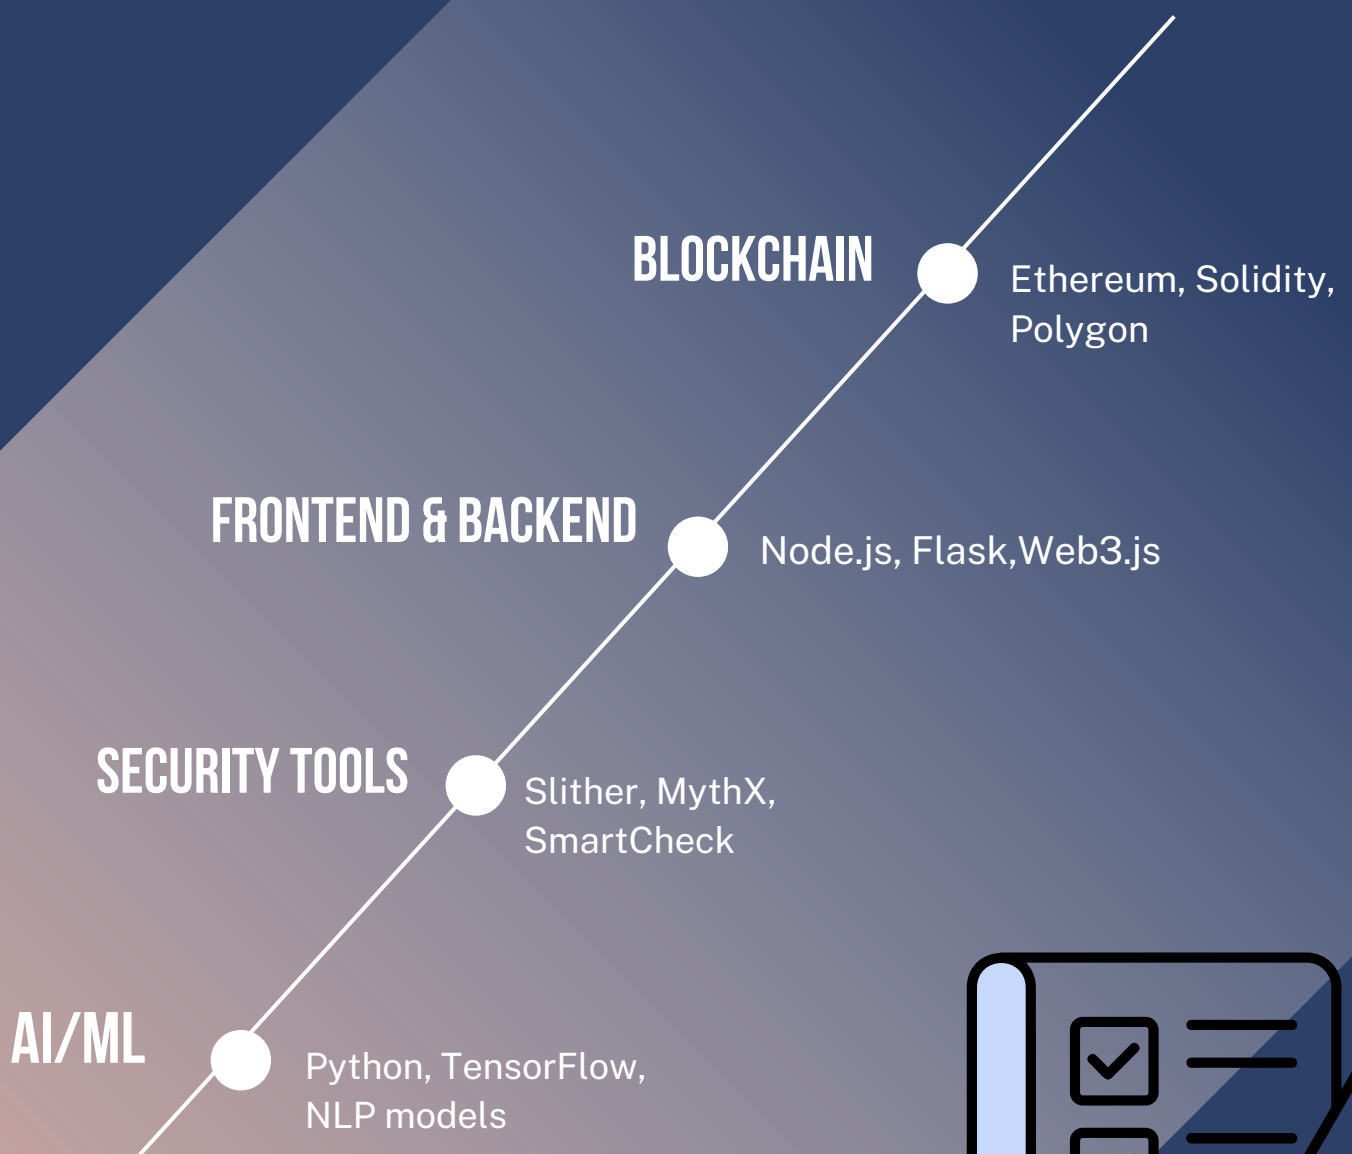 BLOCKCHAIN
Ethereum, Solidity,
Polygon
FRONTEND & BACKEND
Node.js, Flask,Web3.js
SECURITY TOOLS
Slither, MythX,
SmartCheck
AI/ML
Python, TensorFlow,
NLP models